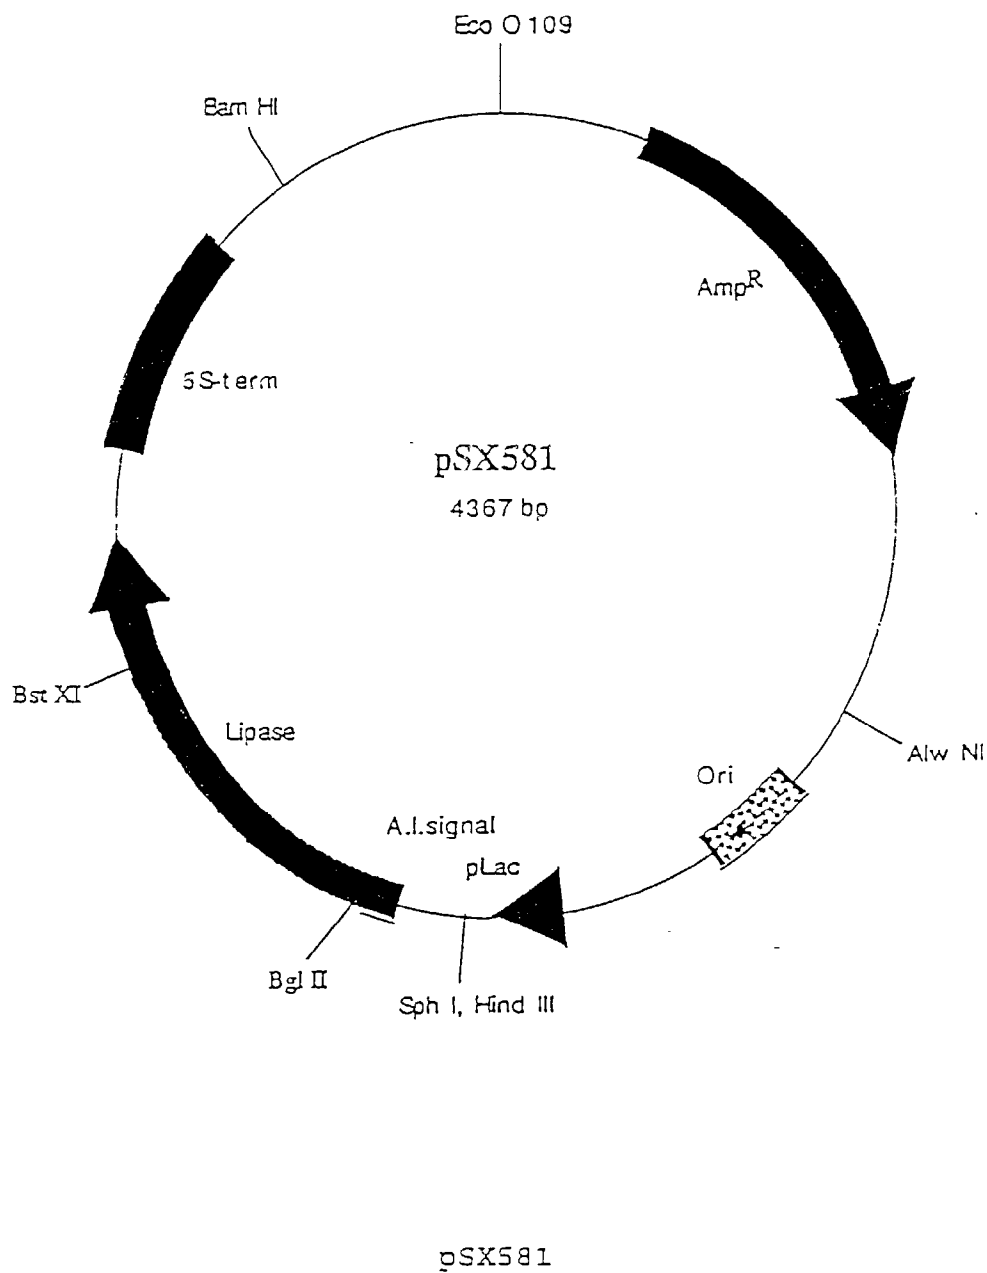 Eco O 109
Bam HI
Amp^R
5S-term
pSX581
4367 bp
Bst XI
Lipase
Alw NI
Ori
A.I.signal
pLac
Bgl II
Sph I, Hind III
pSX581